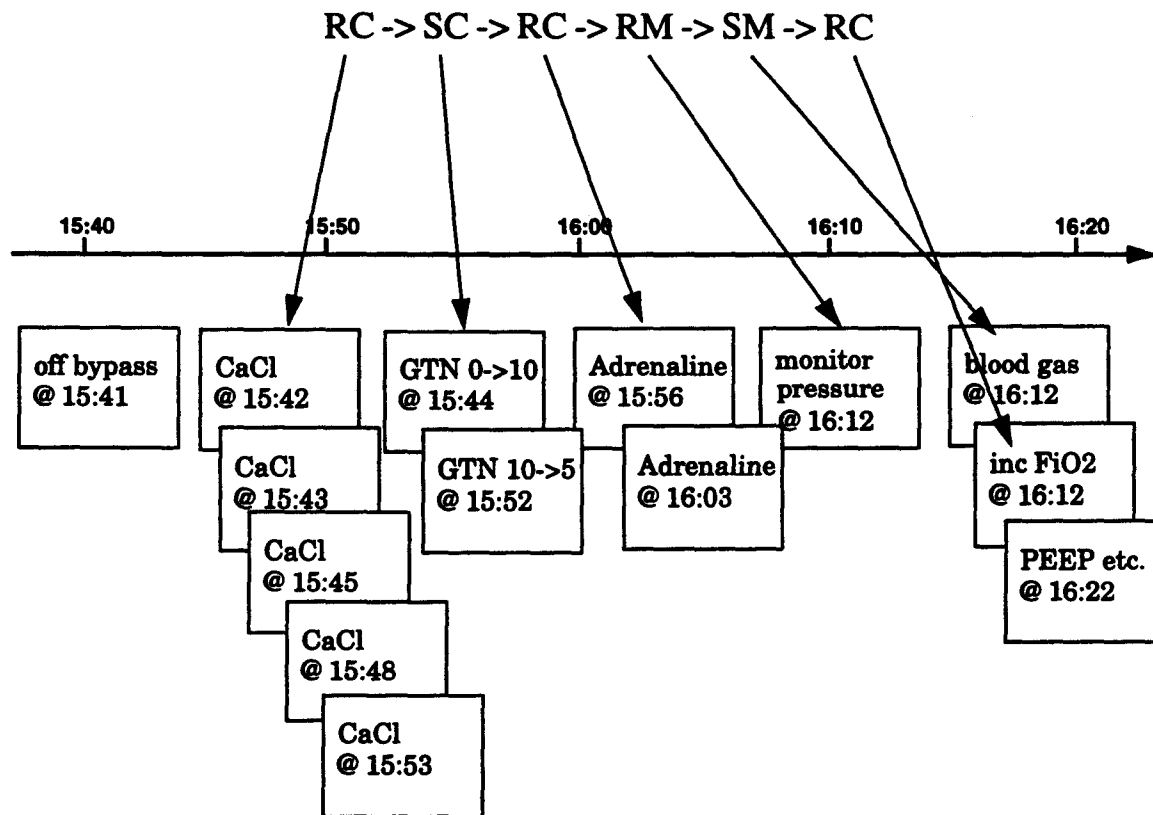 RC -> SC -> RC -> RM -> SM -> RC
15:40 15:50 16:00 16:10 16:20
off bypass
@ 15:41
CaCl
@ 15:42
CaCl
@ 15:43
CaCl
@ 15:45
CaCl
@ 15:48
CaCl
@ 15:53
GTN 0->10
@ 15:44
GTN 10->5
@ 15:52
Adrenaline
@ 15:56
Adrenaline
@ 16:03
monitor
pressure
@ 16:12
blood gas
@ 16:12
inc FiO2
@ 16:12
PEEP etc.
@ 16:22